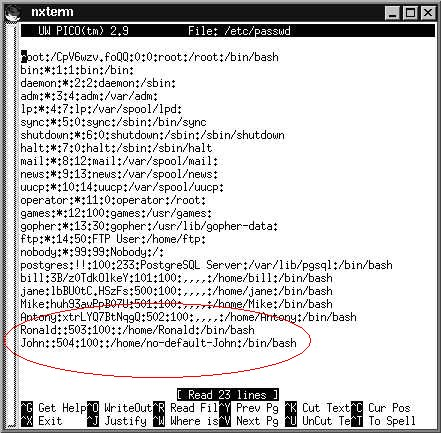 nxterm
UW PICO(tm) 2.9 File: /etc/passwd
root:/CpV6wzv.foQQ:0:0:root:/root:/bin/bash
bin:*:1:1:bin:/bin:
daemon:*:2:2:daemon:/sbin:
adm:*:3:4:adm:/var/adm:
lp:*:4:7:lp:/var/spool/lpd:
sync:*:5:0:sync:/sbin:/bin/sync
shutdown:*:6:0:shutdown:/sbin:/sbin/shutdown
halt:*:7:0:halt:/sbin:/sbin/halt
mail:*:8:12:mail:/var/spool/mail:
news:*:9:13:news:/var/spool/news:
uucp:*:10:14:uucp:/var/spool/uucp:
operator:*:11:0:operator:/root:
games:*:12:100:games:/usr/games:
gopher:*:13:30:gopher:/usr/lib/gopher-data:
ftp:*:14:50:FTP User:/home/ftp:
nobody:*:99:99:Nobody:/:
postgres:!!:100:233:PostgreSQL Server:/var/lib/pgsql:/bin/bash
bill:3B/z0TdkOlkeY:101:100:,,,,:/home/bill:/bin/bash
jane:lbBU0tC.HSzFs:500:100:,,,,:/home/jane:/bin/bash
Mike:huh93awPpB07U:501:100:,,,,:/home/Mike:/bin/bash
Antony:xtrLYQ7BtNqgQ:502:100:,,,,:/home/Antony:/bin/bash
Ronald::503:100::/home/Ronald:/bin/bash
John::504:100::/home/no-default-John:/bin/bash
[ Read 23 lines ]
^G Get Help ^O WriteOut ^R Read Fil ^Y Prev Pg ^K Cut Text ^C Cur Pos
^X Exit ^J Justify ^W Where is ^V Next Pg ^U UnCut Te ^T To Spell